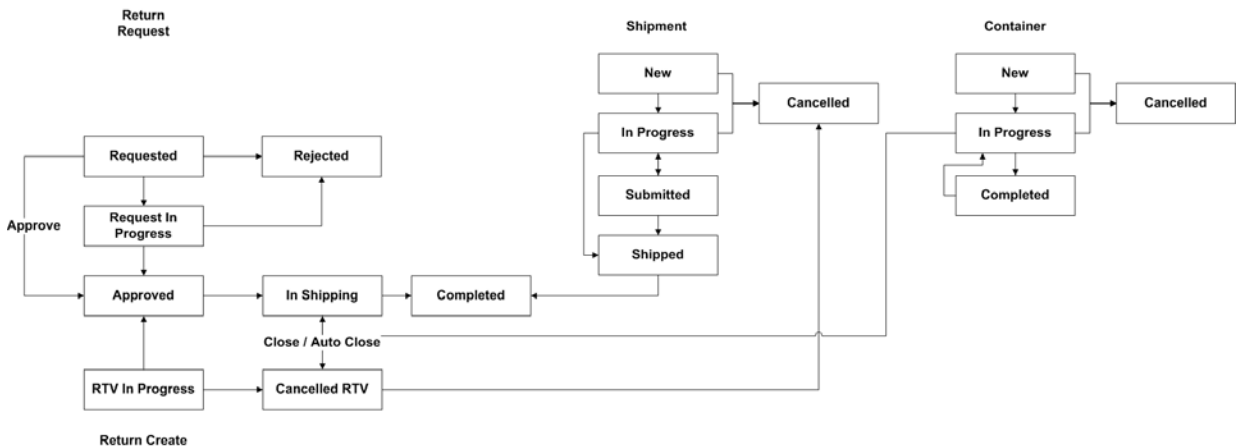 Return
Request
Shipment
Container
New
New
Cancelled
Cancelled
In Progress
In Progress
Requested
Rejected
Submitted
Completed
Approve
Request In
Progress
Shipped
Approved
In Shipping
Completed
Close / Auto Close
RTV In Progress
Cancelled RTV
Return Create